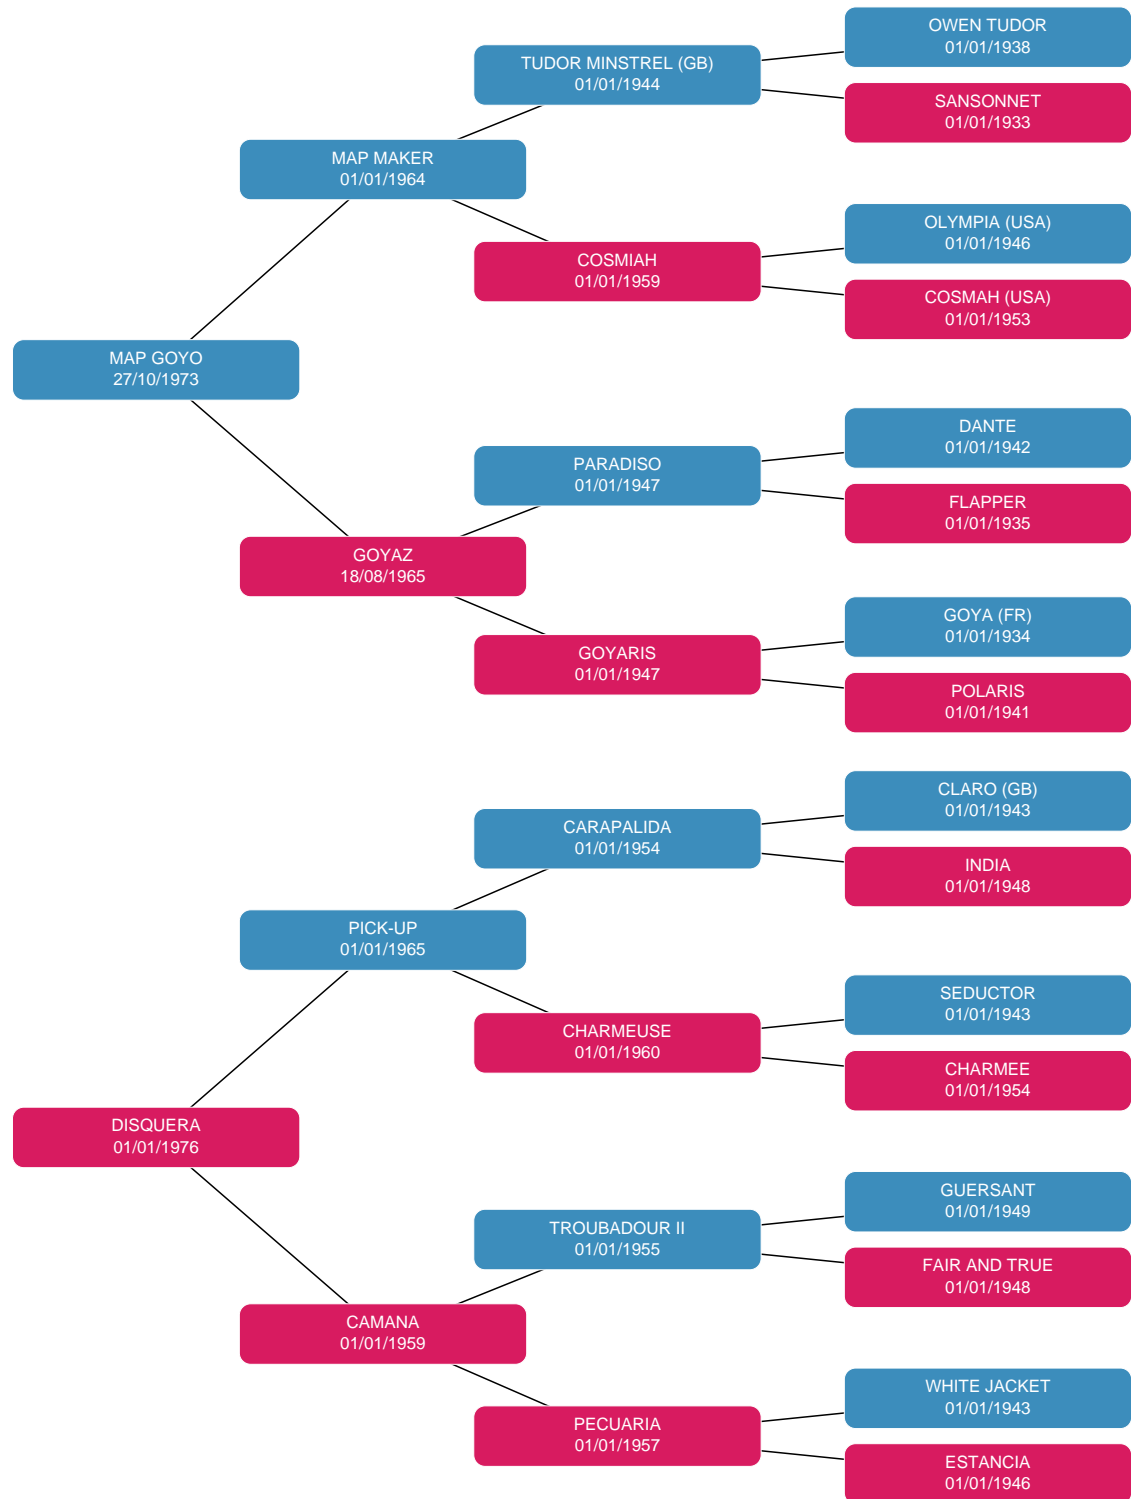 OWEN TUDOR
01/01/1938
TUDOR MINSTREL (GB)
01/01/1944
SANSONNET
01/01/1933
MAP MAKER
01/01/1964
OLYMPIA (USA)
01/01/1946
COSMIAH
01/01/1959
COSMAH (USA)
01/01/1953
MAP GOYO
27/10/1973
DANTE
01/01/1942
PARADISO
01/01/1947
FLAPPER
01/01/1935
GOYAZ
18/08/1965
GOYA (FR)
01/01/1934
GOYARIS
01/01/1947
POLARIS
01/01/1941
CLARO (GB)
01/01/1943
CARAPALIDA
01/01/1954
INDIA
01/01/1948
PICK-UP
01/01/1965
SEDUCTOR
01/01/1943
CHARMEUSE
01/01/1960
CHARMEE
01/01/1954
DISQUERA
01/01/1976
GUERSANT
01/01/1949
TROUBADOUR II
01/01/1955
FAIR AND TRUE
01/01/1948
CAMANA
01/01/1959
WHITE JACKET
01/01/1943
PECUARIA
01/01/1957
ESTANCIA
01/01/1946